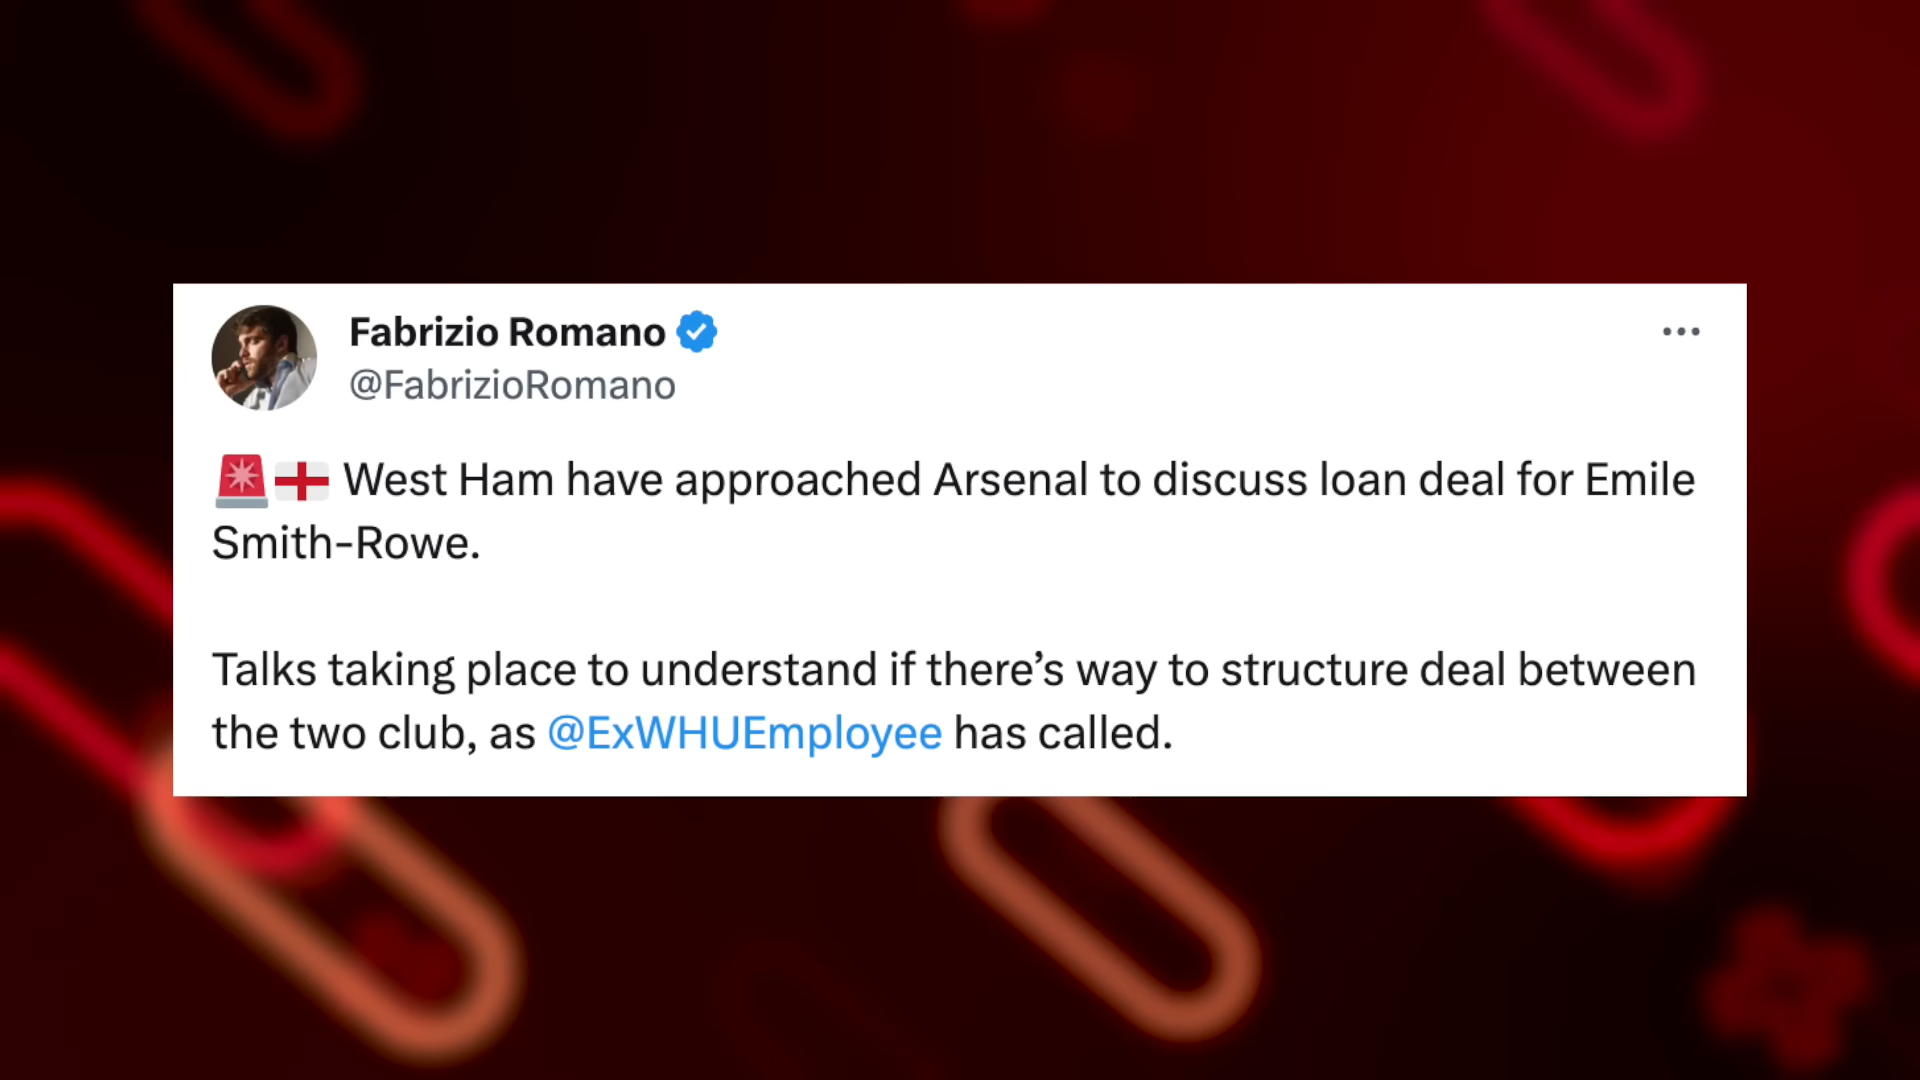 Fabrizio Romano
@FabrizioRomano
🚨🏴󠁧󠁢󠁥󠁮󠁧󠁿 West Ham have approached Arsenal to discuss loan deal for Emile
Smith-Rowe.
Talks taking place to understand if there’s way to structure deal between
the two club, as @ExWHUEmployee has called.